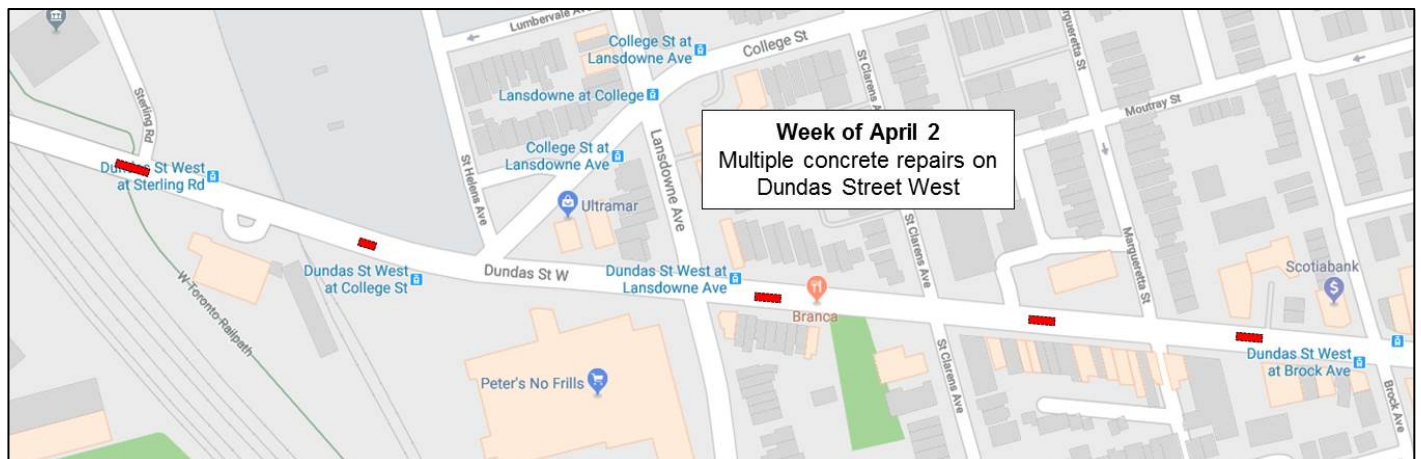 Lumbervale Ave
College St at
Lansdowne Ave
College St
Margueretta St
Sterling Rd
Lansdowne at College
St Clarens Ave
Moutray St
Week of April 2
Multiple concrete repairs on
Dundas Street West
College St at
Lansdowne Ave
Lansdowne Ave
St Helens Ave
Dundas St West
at Sterling Rd
Ultramar
St Clarens Ave
Margueretta St
Dundas St West
at College St
Dundas St W
Dundas St West at
Lansdowne Ave
Scotiabank
Branca
W-Toronto-Railpath
Dundas St West
at Brock Ave
Peter's No Frills
St Clarens Ave
Brock Ave